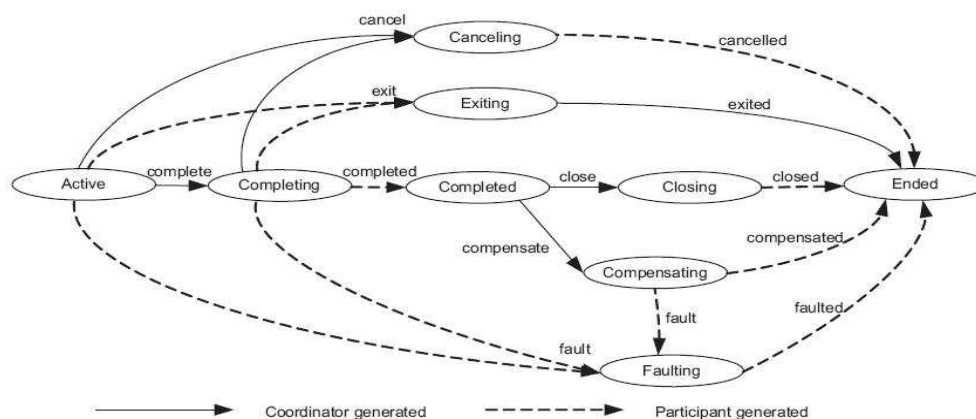 cancel
Canceling
cancelled
exit
Exiting
exited
Active
complete
Completing
completed
Completed
close
Closing
closed
Ended
compensate
Compensating
compensated
fault
faulted
fault
Faulting
Coordinator generated
Participant generated